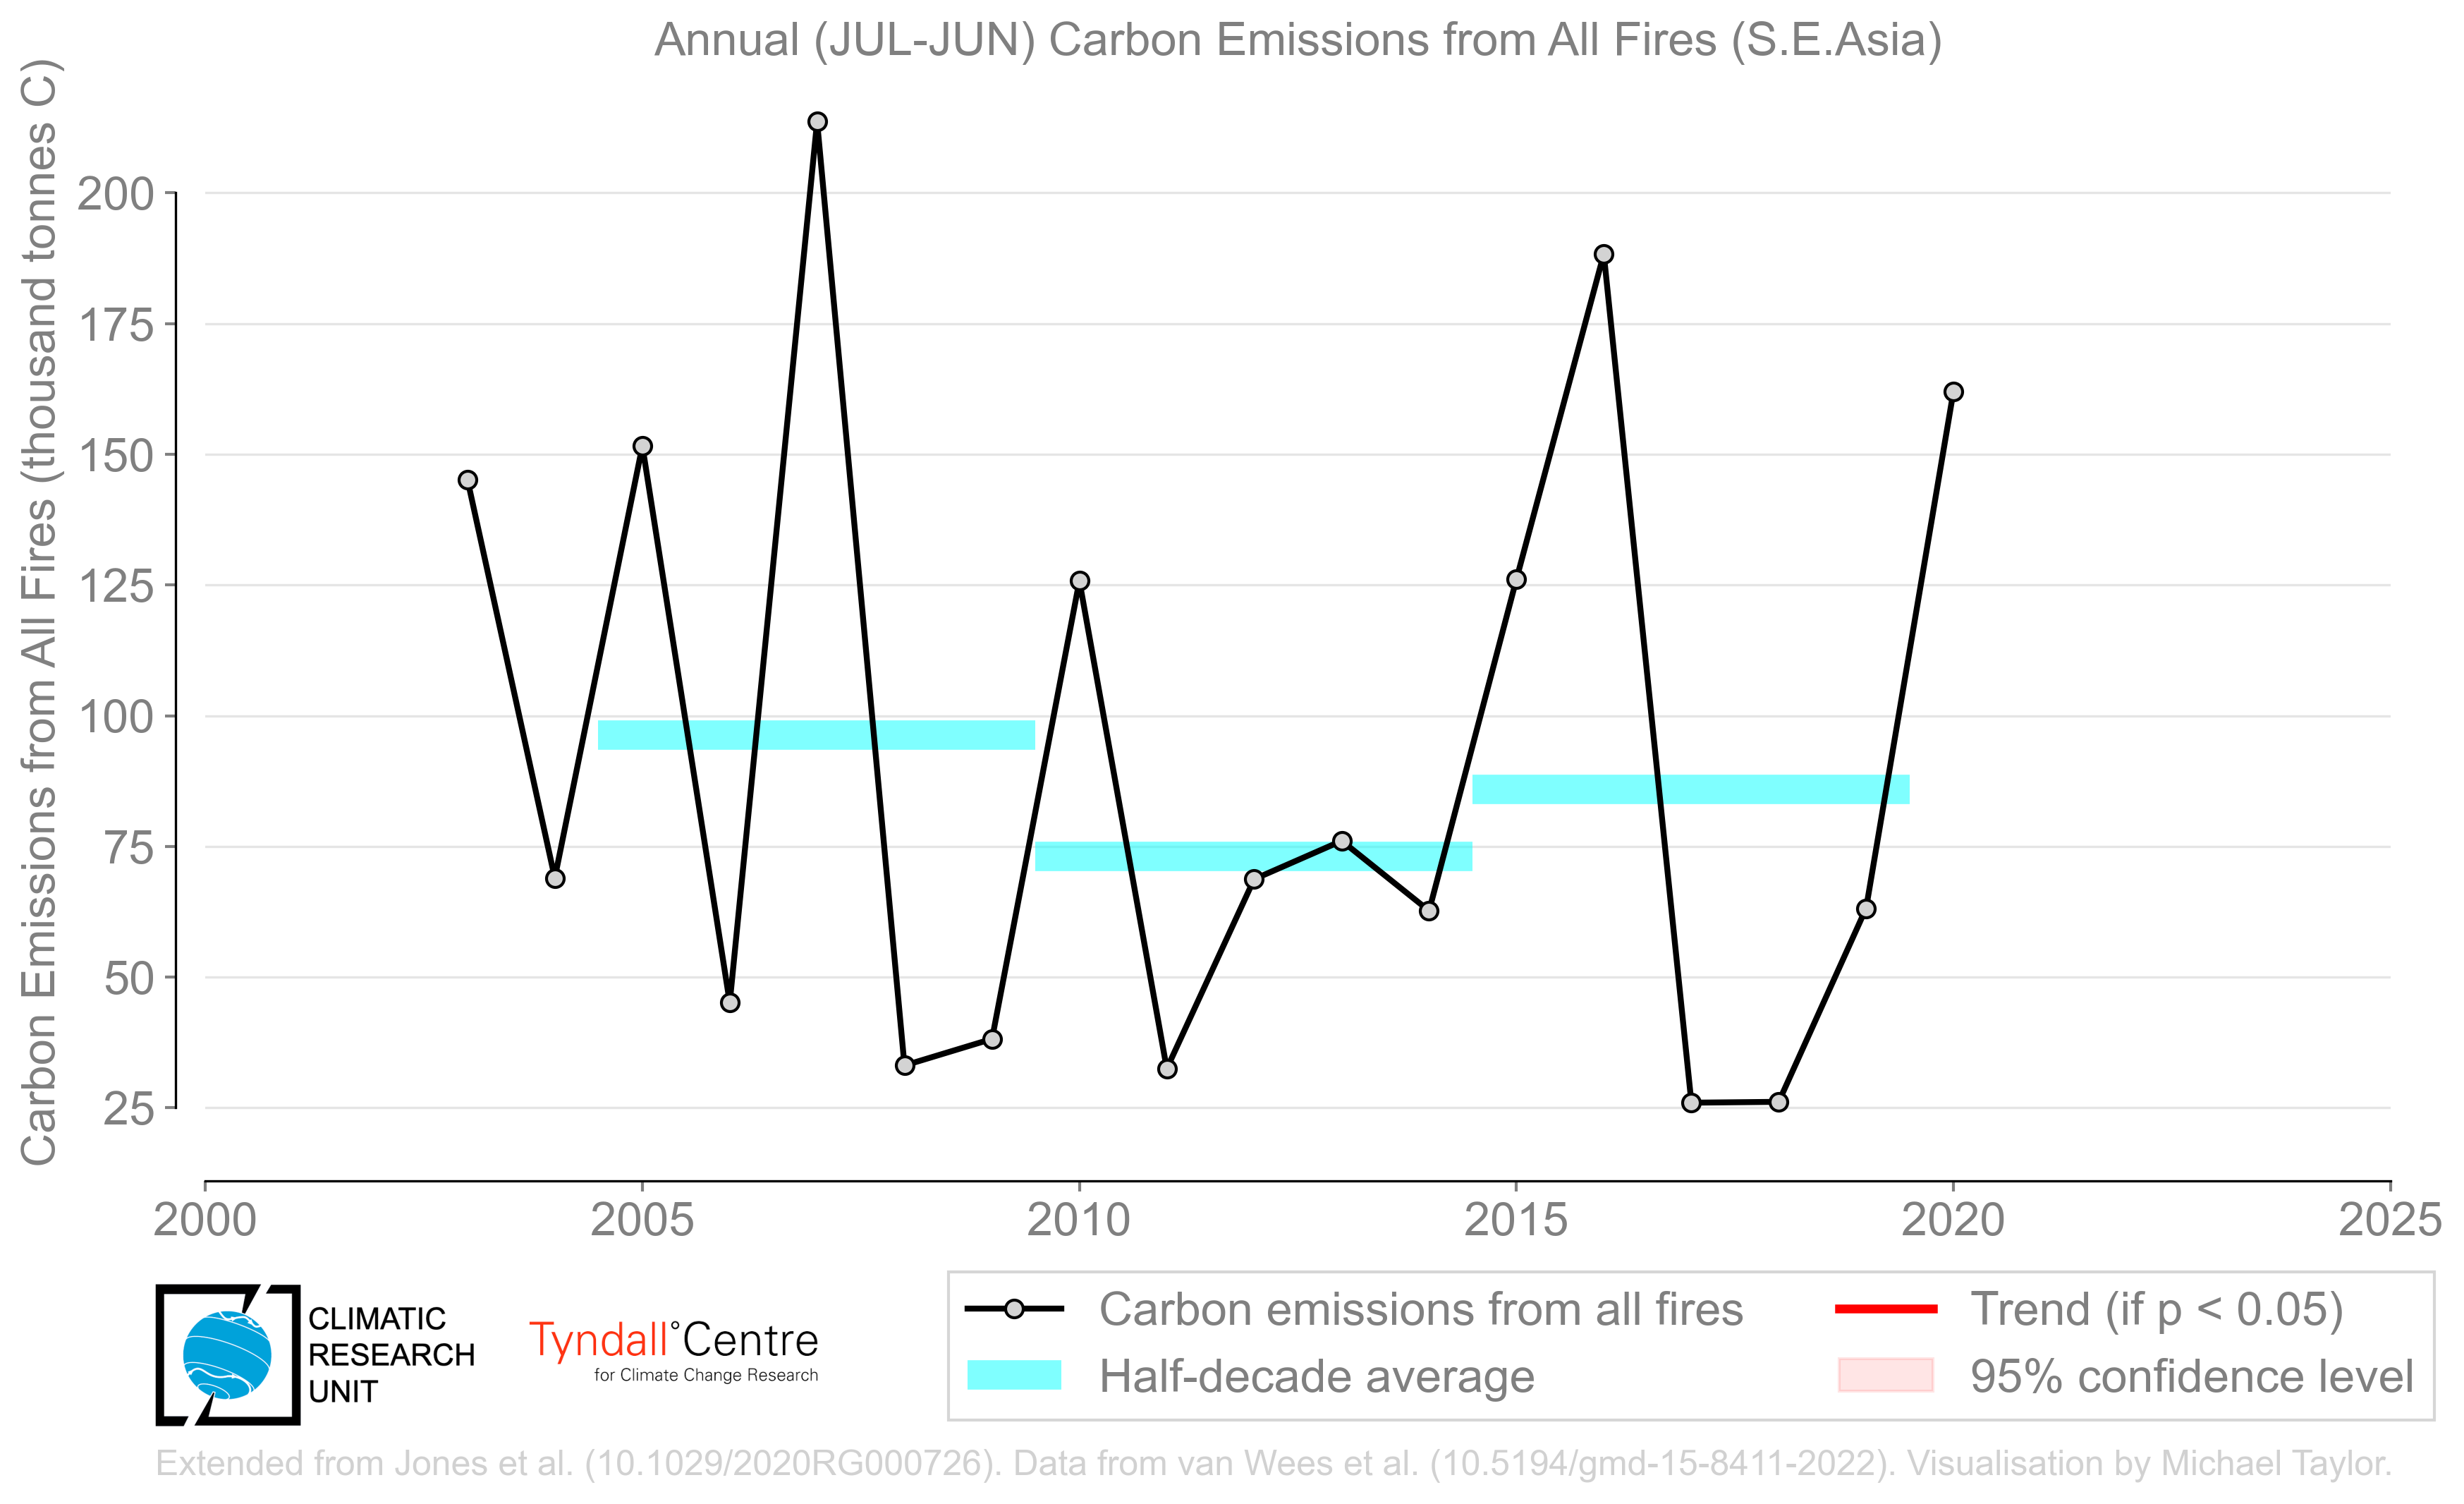 Annual (JUL-JUN) Carbon Emissions from All Fires (S.E.Asia)
Carbon Emissions from All Fires (thousand tonnes C)
200
175
150
125
100
75
50
25
2000 2005 2010 2015 2020 2025
CLIMATIC
RESEARCH
UNIT
Tyndall°Centre
for Climate Change Research
Carbon emissions from all fires
Half-decade average
Trend (if p < 0.05)
95% confidence level
Extended from Jones et al. (10.1029/2020RG000726). Data from van Wees et al. (10.5194/gmd-15-8411-2022). Visualisation by Michael Taylor.